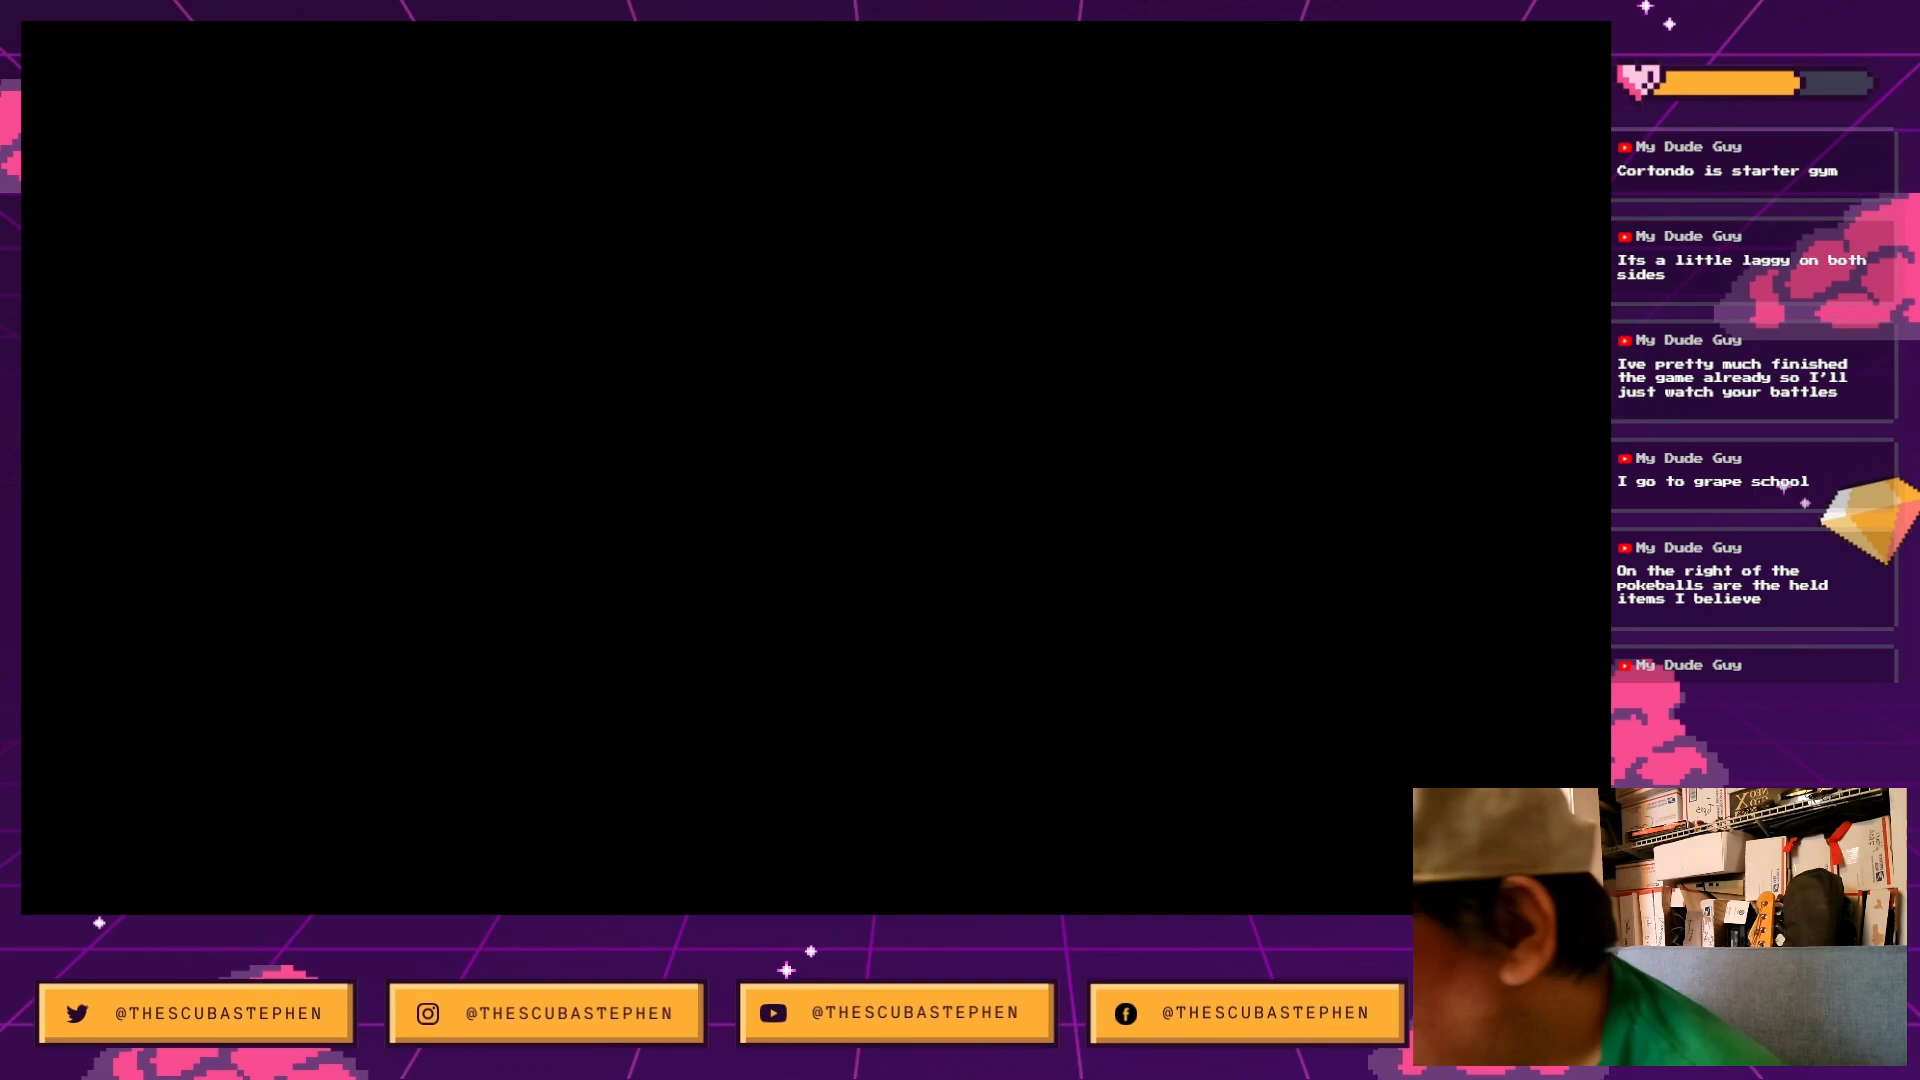 My Dude Guy
Cortondo is starter gym
My Dude Guy
Its a little laggy on both
sides
My Dude Guy
Ive pretty much finished
the game already so I'll
just watch your battles
My Dude Guy
I go to grape school
My Dude Guy
On the right of the
pokeballs are the held
items I believe
My Dude Guy
@THESCUBASTEPHEN
@THESCUBASTEPHEN
@THESCUBASTEPHEN
@THESCUBASTEPHEN